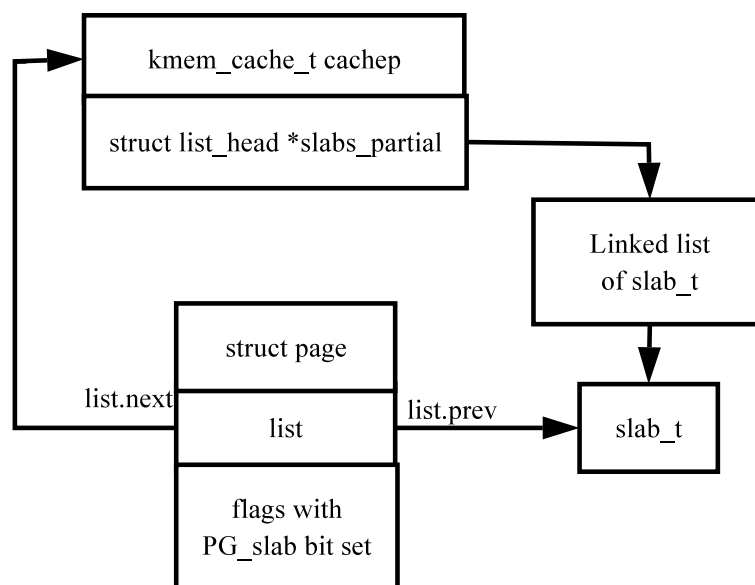 kmem_cache_t cachep
struct list_head *slabs_partial
Linked list
of slab_t
struct page
list.next
list
list.prev
slab_t
flags with
PG_slab bit set